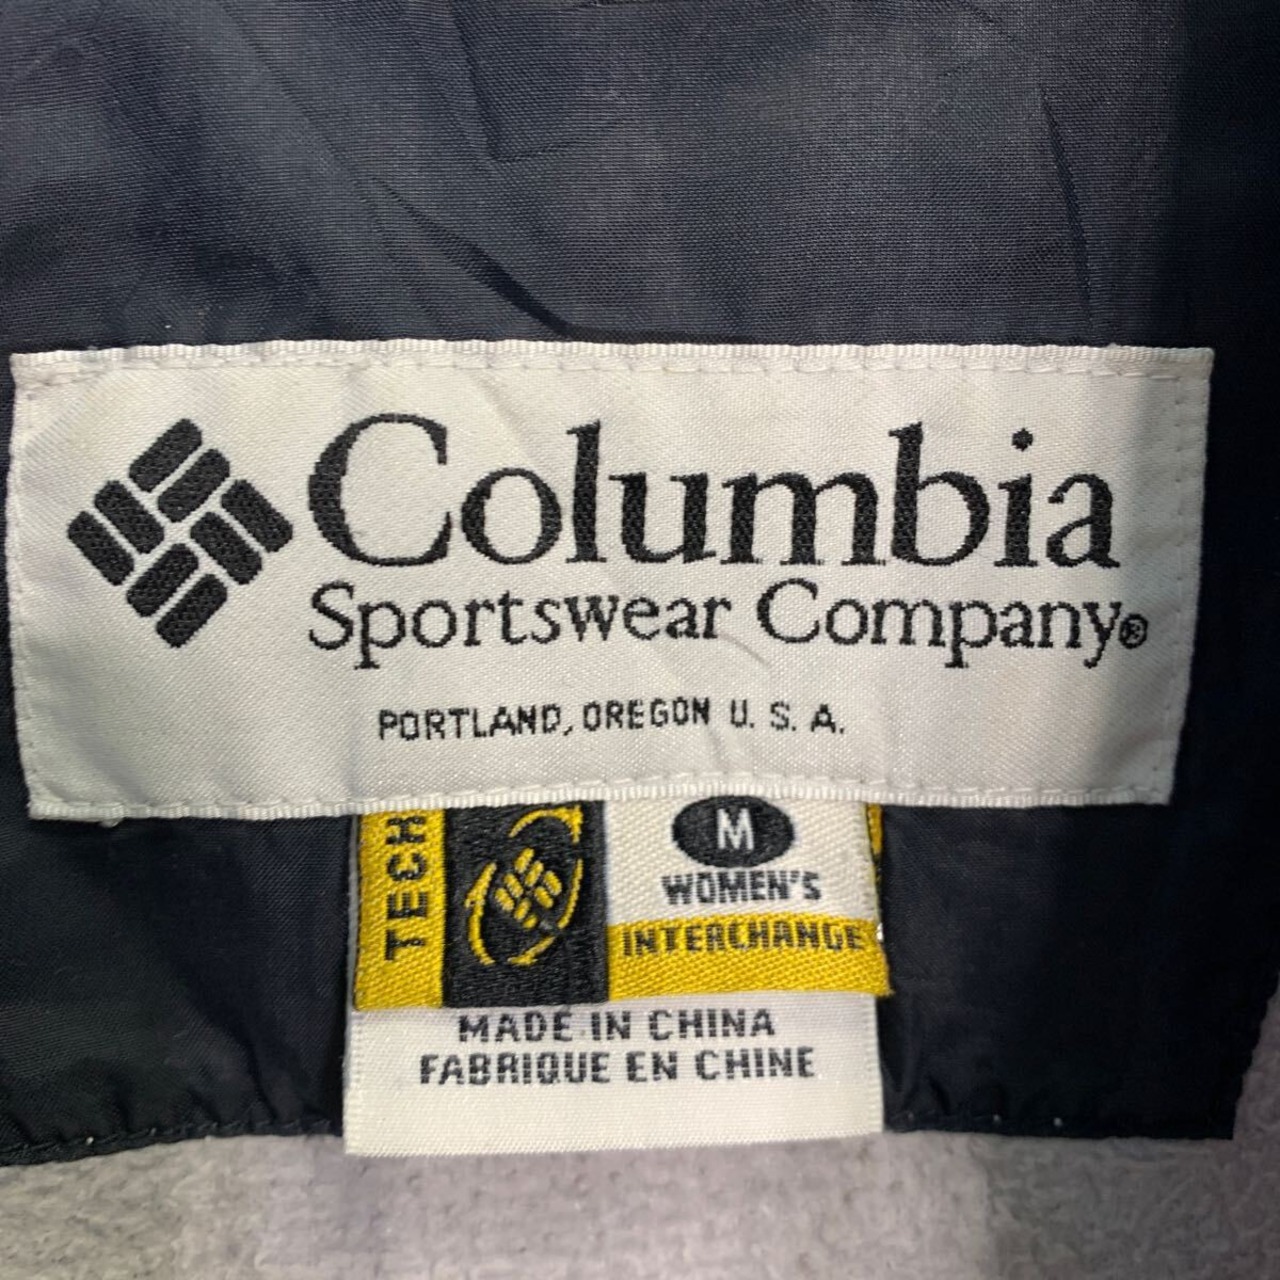 Columbia
Sportswear Company®
PORTLAND, OREGON U. S. A.
TECH
M
WOMEN'S
INTERCHANGE
MADE IN CHINA
FABRIQUE EN CHINE